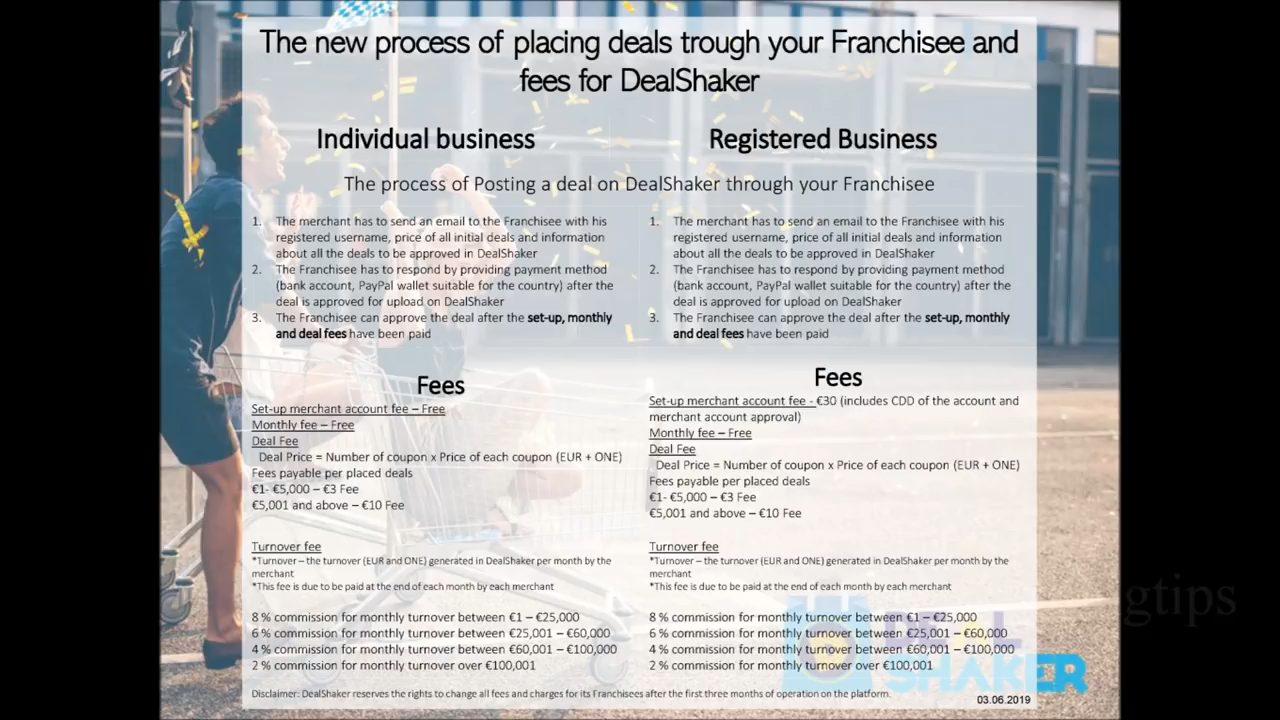 The new process of placing deals trough your Franchisee and
fees for DealShaker
Individual business
Registered Business
The process of Posting a deal on DealShaker through your Franchisee
1. The merchant has to send an email to the Franchisee with his
registered username, price of all initial deals and information
about all the deals to be approved in DealShaker
2. The Franchisee has to respond by providing payment method
(bank account, PayPal wallet suitable for the country) after the
deal is approved for upload on DealShaker
3. The Franchisee can approve the deal after the set-up, monthly
and deal fees have been paid
1. The merchant has to send an email to the Franchisee with his
registered username, price of all initial deals and information
about all the deals to be approved in DealShaker
2. The Franchisee has to respond by providing payment method
(bank account, PayPal wallet suitable for the country) after the
deal is approved for upload on DealShaker
3. The Franchisee can approve the deal after the set-up, monthly
and deal fees have been paid
Fees
Set-up merchant account fee – Free
Monthly fee – Free
Deal Fee
Deal Price = Number of coupon x Price of each coupon (EUR + ONE)
Fees payable per placed deals
€1- €5,000 – €3 Fee
€5,001 and above – €10 Fee
Turnover fee
*Turnover – the turnover (EUR and ONE) generated in DealShaker per month by the
merchant
*This fee is due to be paid at the end of each month by each merchant
8 % commission for monthly turnover between €1 – €25,000
6 % commission for monthly turnover between €25,001 – €60,000
4 % commission for monthly turnover between €60,001 – €100,000
2 % commission for monthly turnover over €100,001
Fees
Set-up merchant account fee - €30 (includes CDD of the account and
merchant account approval)
Monthly fee – Free
Deal Fee
Deal Price = Number of coupon x Price of each coupon (EUR + ONE)
Fees payable per placed deals
€1- €5,000 – €3 Fee
€5,001 and above – €10 Fee
Turnover fee
*Turnover – the turnover (EUR and ONE) generated in DealShaker per month by the
merchant
*This fee is due to be paid at the end of each month by each merchant
8 % commission for monthly turnover between €1 – €25,000
6 % commission for monthly turnover between €25,001 – €60,000
4 % commission for monthly turnover between €60,001 – €100,000
2 % commission for monthly turnover over €100,001
DEAL
SHAKER
Disclaimer: DealShaker reserves the rights to change all fees and charges for its Franchisees after the first three months of operation on the platform.
03.06.2019
gtips